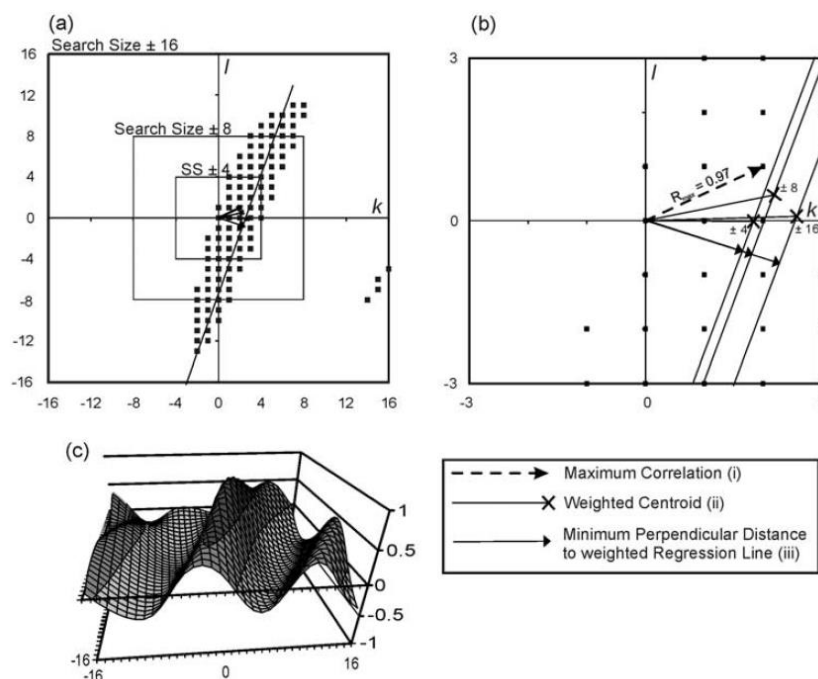 (a)
Search Size ± 16
16
l
12
Search Size ± 8
8
SS ± 4
4
k
0
-4
-8
-12
-16
-16 -12 -8 -4 0 4 8 12 16
(b)
3
l
± 8
k
0
± 4
± 16
-3
-3 0
(c)
1
0.5
0
-0.5
-1
-16
-16 0 16
Maximum Correlation (i)
Weighted Centroid (ii)
Minimum Perpendicular Distance
to weighted Regression Line (iii)